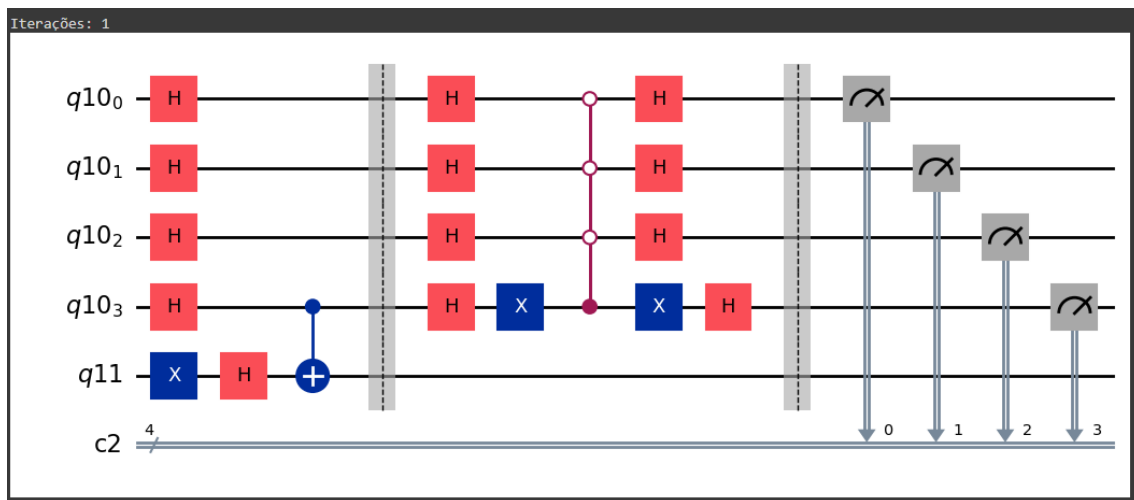 Iterações: 1
q10₀ H H H
q10₁ H H H
q10₂ H H H
q10₃ H H X X H
q11 X H
c2 4 0 1 2 3